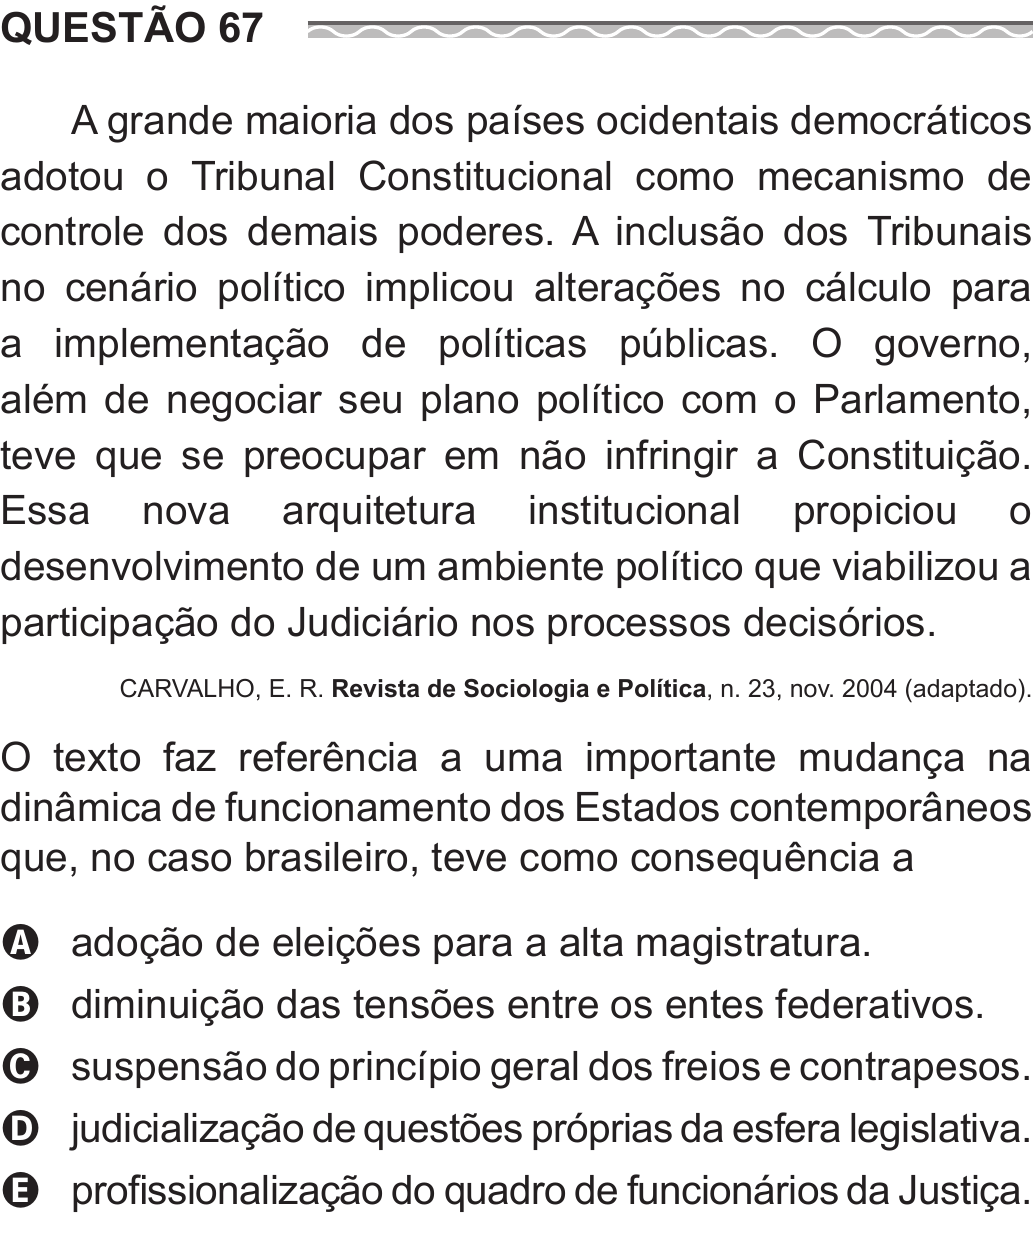 QUESTÃO 67
A grande maioria dos países ocidentais democráticos
adotou o Tribunal Constitucional como mecanismo de
controle dos demais poderes. A inclusão dos Tribunais
no cenário político implicou alterações no cálculo para
a implementação de políticas públicas. O governo,
além de negociar seu plano político com o Parlamento,
teve que se preocupar em não infringir a Constituição.
Essa nova arquitetura institucional propiciou o
desenvolvimento de um ambiente político que viabilizou a
participação do Judiciário nos processos decisórios.
CARVALHO, E. R. Revista de Sociologia e Política, n. 23, nov. 2004 (adaptado).
O texto faz referência a uma importante mudança na
dinâmica de funcionamento dos Estados contemporâneos
que, no caso brasileiro, teve como consequência a
A adoção de eleições para a alta magistratura.
B diminuição das tensões entre os entes federativos.
C suspensão do princípio geral dos freios e contrapesos.
D judicialização de questões próprias da esfera legislativa.
E profissionalização do quadro de funcionários da Justiça.